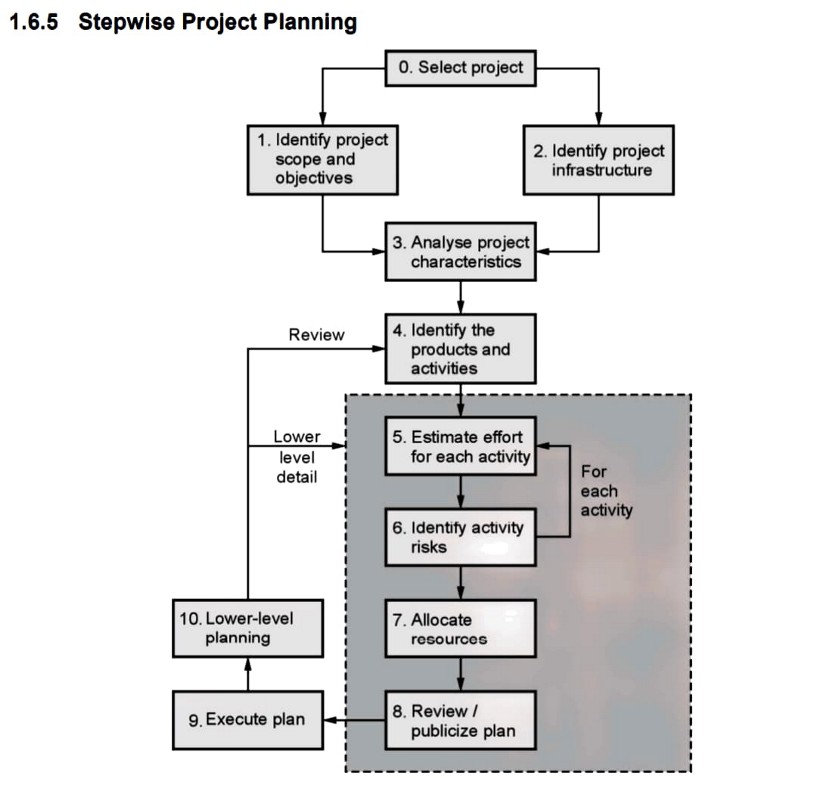 1.6.5 Stepwise Project Planning
0. Select project
1. Identify project
scope and
objectives
2. Identify project
infrastructure
3. Analyse project
characteristics
Review
4. Identify the
products and
activities
Lower
level
detail
5. Estimate effort
for each activity
For
each
activity
6. Identify activity
risks
10. Lower-level
planning
7. Allocate
resources
9. Execute plan
8. Review /
publicize plan